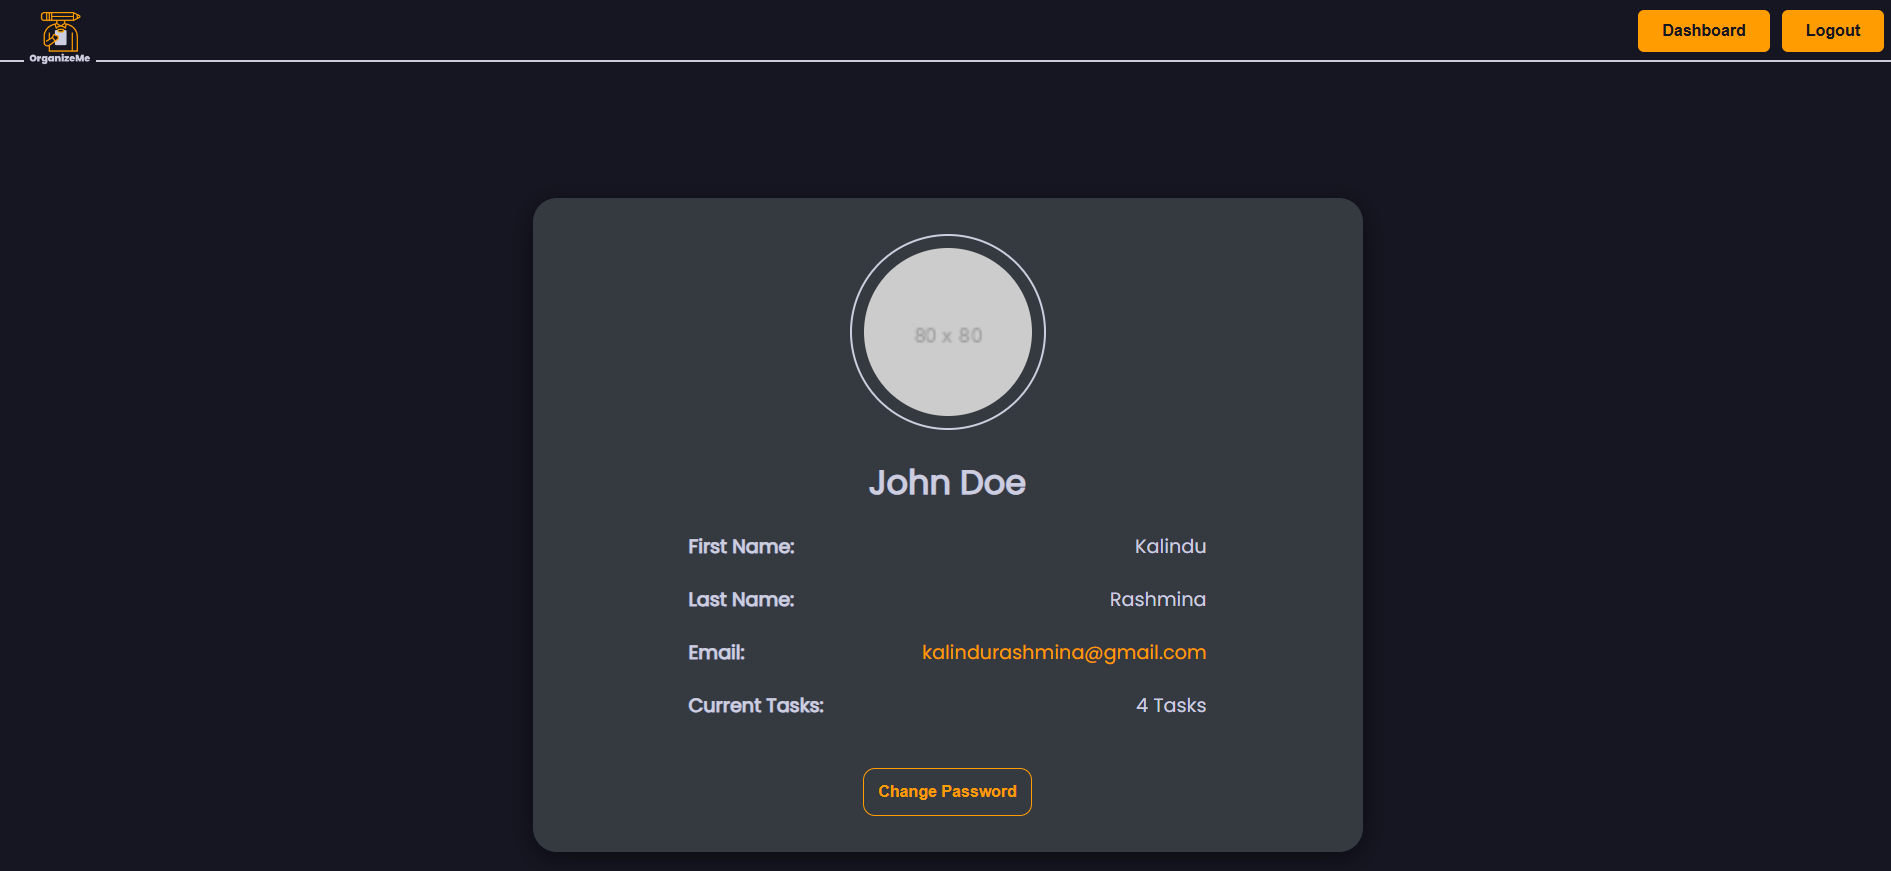 OrganizeMe
Dashboard
Logout
80 x 80
John Doe
First Name: Kalindu
Last Name: Rashmina
Email: kalindurashmina@gmail.com
Current Tasks: 4 Tasks
Change Password